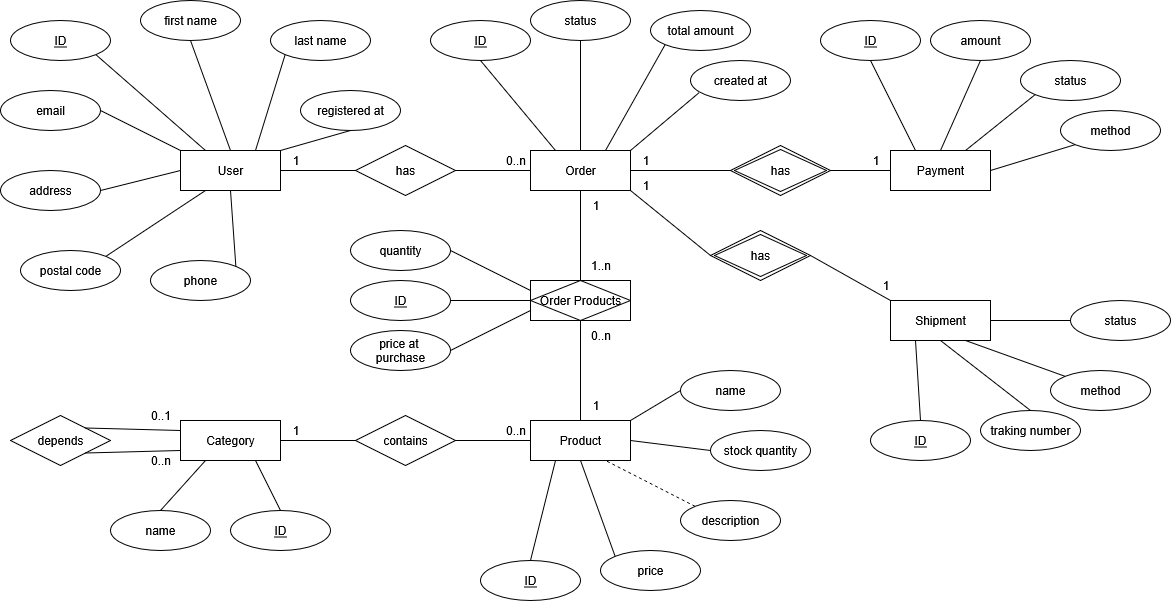 first name
status
ID
last name
ID
total amount
ID
amount
created at
status
email
registered at
method
1
0..n
1
1
User
has
Order
has
Payment
1
address
1
quantity
has
postal code
phone
1..n
1
ID
Order Products
Shipment
status
0..n
price at
purchase
name
method
0..1
1
1
0..n
depends
Category
contains
Product
traking number
ID
stock quantity
0..n
name
ID
description
ID
price